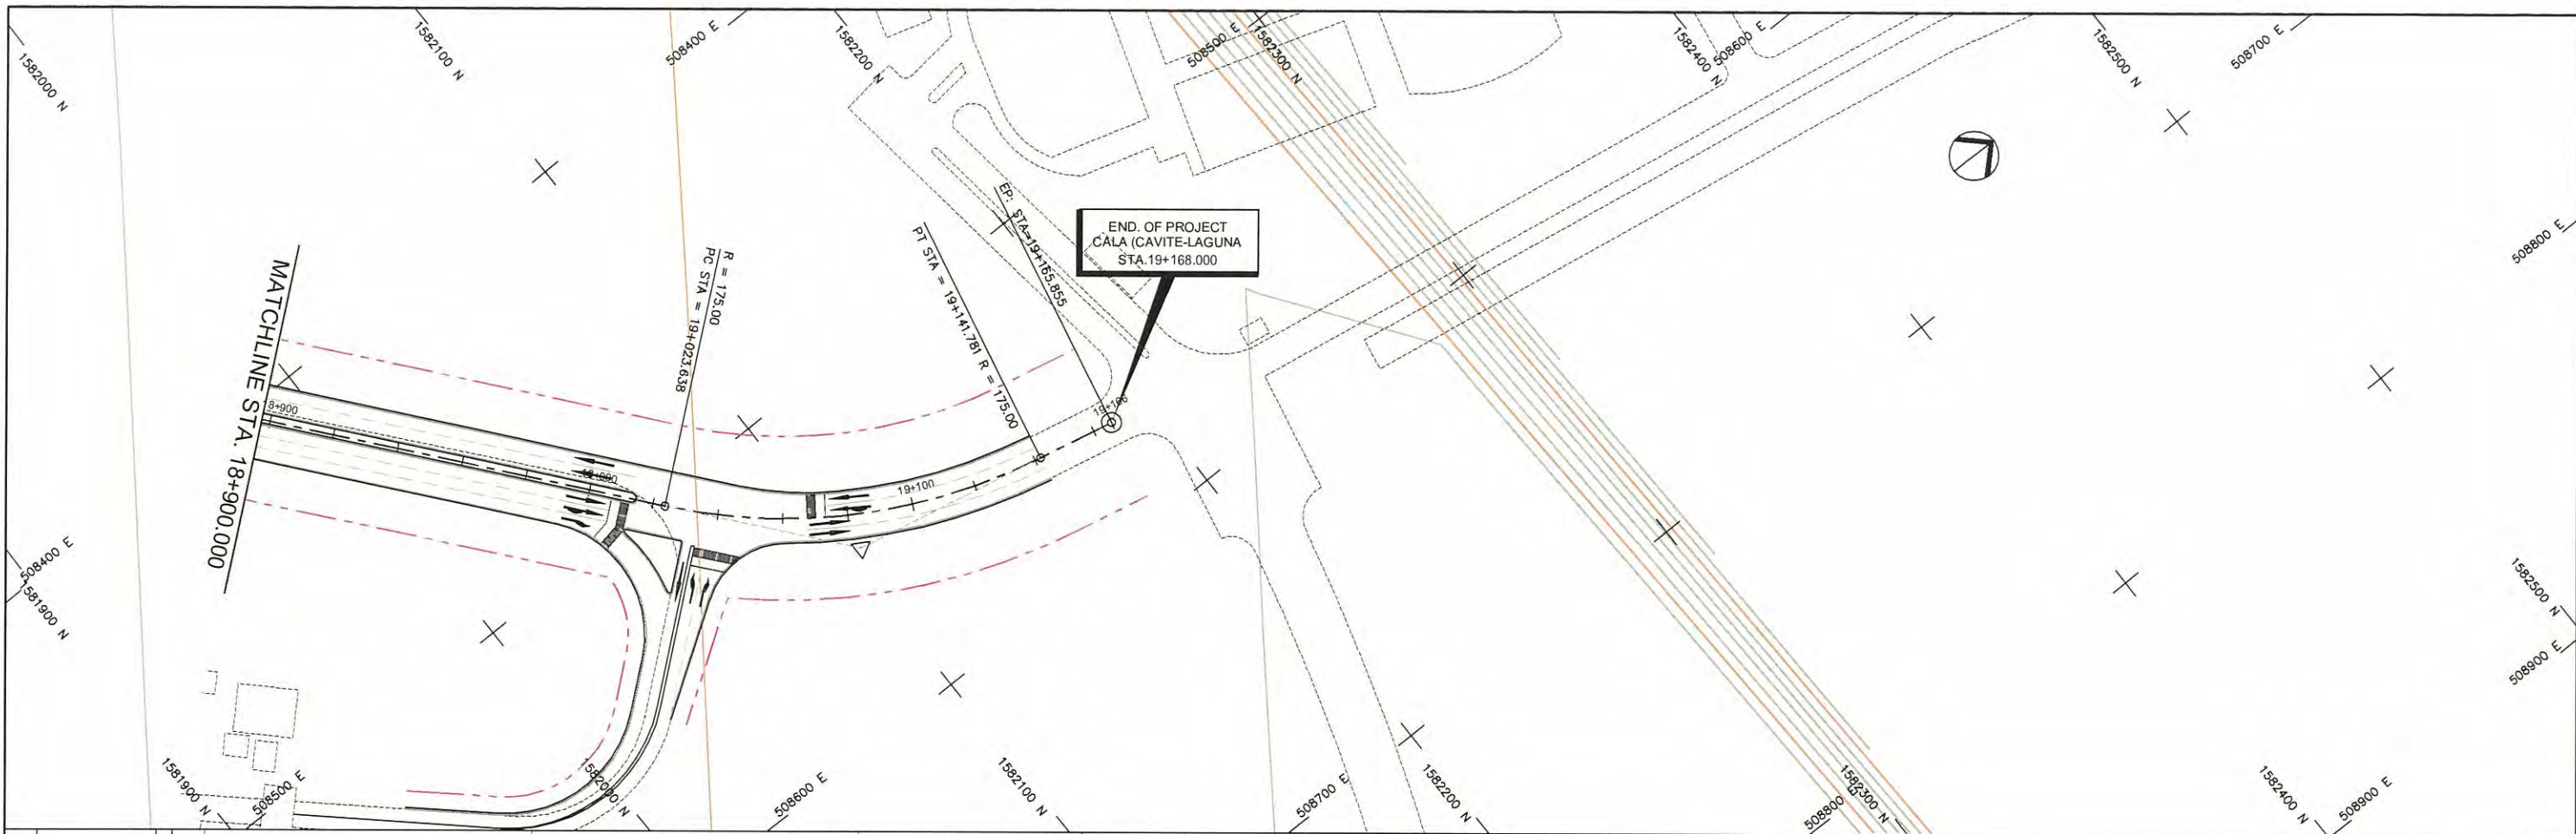 1582000 N
1582100 N
508400 E
1582200 N
508500 E
1582300 N
1582400 N
508600 E
1582500 N
508700 E
508800 E
END. OF PROJECT
CALA (CAVITE-LAGUNA
STA.19+168.000
EP: STA=19+165.855
PT STA = 19+141.781 R = 175.00
R = 175.00
PC STA = 19+023.638
MATCHLINE STA. 18+900.000
18+900
19+100
19+166
508400 E
1581900 N
1582500 N
508900 E
1581900 N
508500 E
1582000 N
508600 E
1582100 N
508700 E
1582200 N
508800 E
1582300 N
1582400 N
508900 E